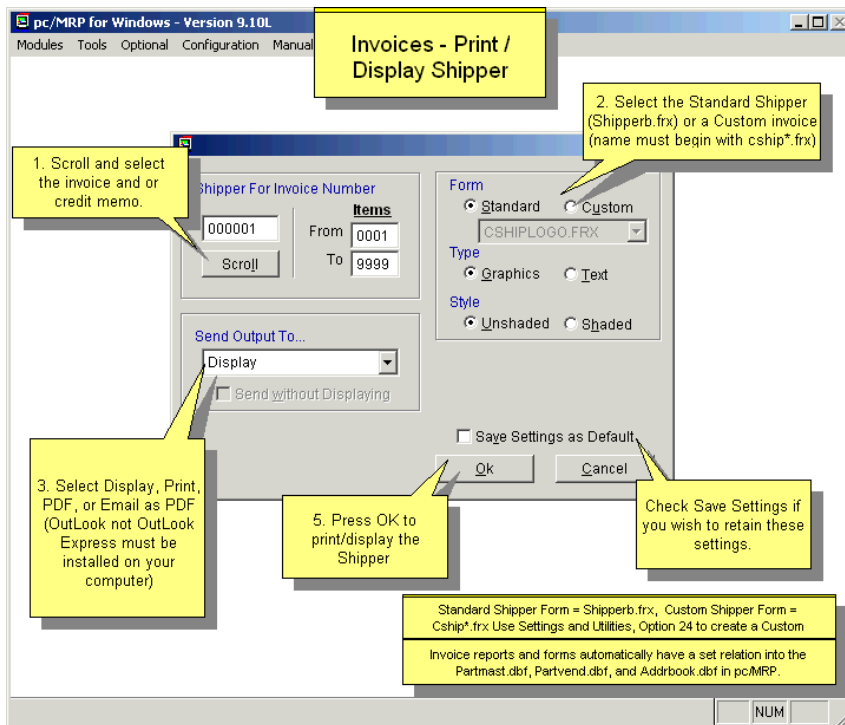 pc/MRP for Windows - Version 9.10L
Modules Tools Optional Configuration Manual
Invoices - Print /
Display Shipper
2. Select the Standard Shipper
(Shipperb.frx) or a Custom invoice
(name must begin with cship*.frx)
1. Scroll and select
the invoice and or
credit memo.
Shipper For Invoice Number
Items
000001
From 0001
Scroll
To 9999
Form
Standard Custom
CSHIPLOGO.FRX
Type
Graphics Text
Style
Unshaded Shaded
Send Output To...
Display
Send without Displaying
Save Settings as Default
Ok Cancel
3. Select Display, Print,
PDF, or Email as PDF
(OutLook not OutLook
Express must be
installed on your
computer)
5. Press OK to
print/display the
Shipper
Check Save Settings if
you wish to retain these
settings.
Standard Shipper Form = Shipperb.frx, Custom Shipper Form =
Cship*.frx Use Settings and Utilities, Option 24 to create a Custom
Invoice reports and forms automatically have a set relation into the
Partmast.dbf, Partvend.dbf, and Addrbook.dbf in pc/MRP.
NUM